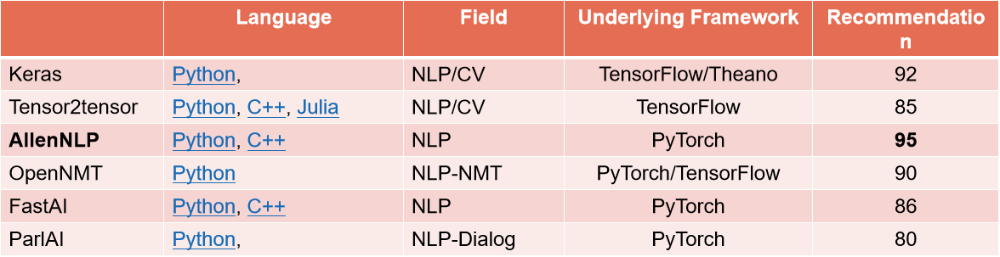 Language Field Underlying Framework Recommendatio
n
Keras Python, NLP/CV TensorFlow/Theano 92
Tensor2tensor Python, C++, Julia NLP/CV TensorFlow 85
AllenNLP Python, C++ NLP PyTorch 95
OpenNMT Python NLP-NMT PyTorch/TensorFlow 90
FastAI Python, C++ NLP PyTorch 86
ParlAI Python, NLP-Dialog PyTorch 80